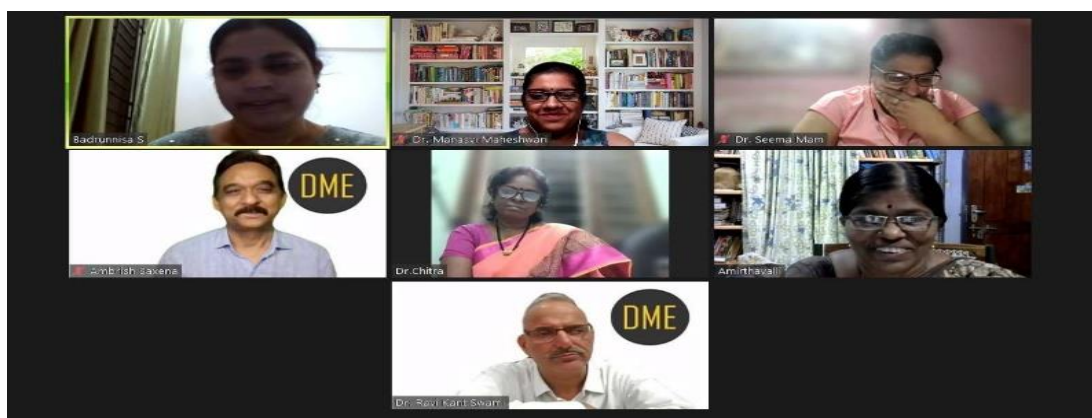 Badrunnisa S
Dr. Manasvi Maheshwari
Dr. Seema Mam
DME
Ambrish saxena
Dr.Chitra
Amirthavalli
DME
Dr. Ravi Kant Swami